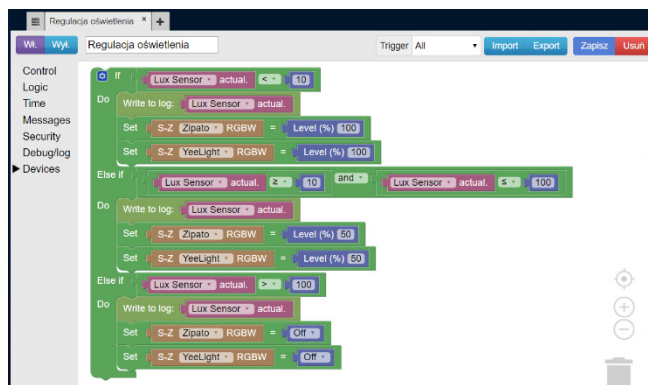 Regulacja oświetlenia × +
Wł. Wył. Regulacja oświetlenia Trigger All Import Export Zapisz Usuń
Control
Logic
Time
Messages
Security
Debug/log
Devices
If Lux Sensor actual. < 10
Do Write to log: Lux Sensor actual.
Set S-Z Zipato RGBW = Level (%) 100
Set S-Z YeeLight RGBW = Level (%) 100
Else if Lux Sensor actual. ≥ 10 and Lux Sensor actual. ≤ 100
Do Write to log: Lux Sensor actual.
Set S-Z Zipato RGBW = Level (%) 50
Set S-Z YeeLight RGBW = Level (%) 50
Else if Lux Sensor actual. > 100
Do Write to log: Lux Sensor actual.
Set S-Z Zipato RGBW = Off
Set S-Z YeeLight RGBW = Off